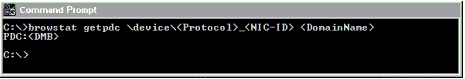 Command Prompt
C:\>browstat getpdc \device\<Protocol>_<NIC-ID> <DomainName>
PDC:<DMB>
C:\>